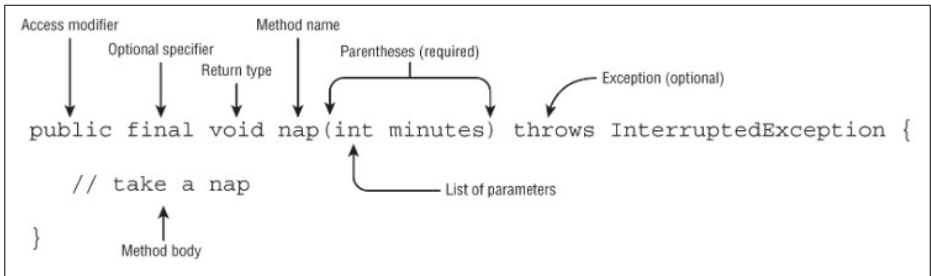 Access modifier
Method name
Optional specifier
Parentheses (required)
Return type
Exception (optional)
public final void nap(int minutes) throws InterruptedException {
// take a nap
List of parameters
}
Method body